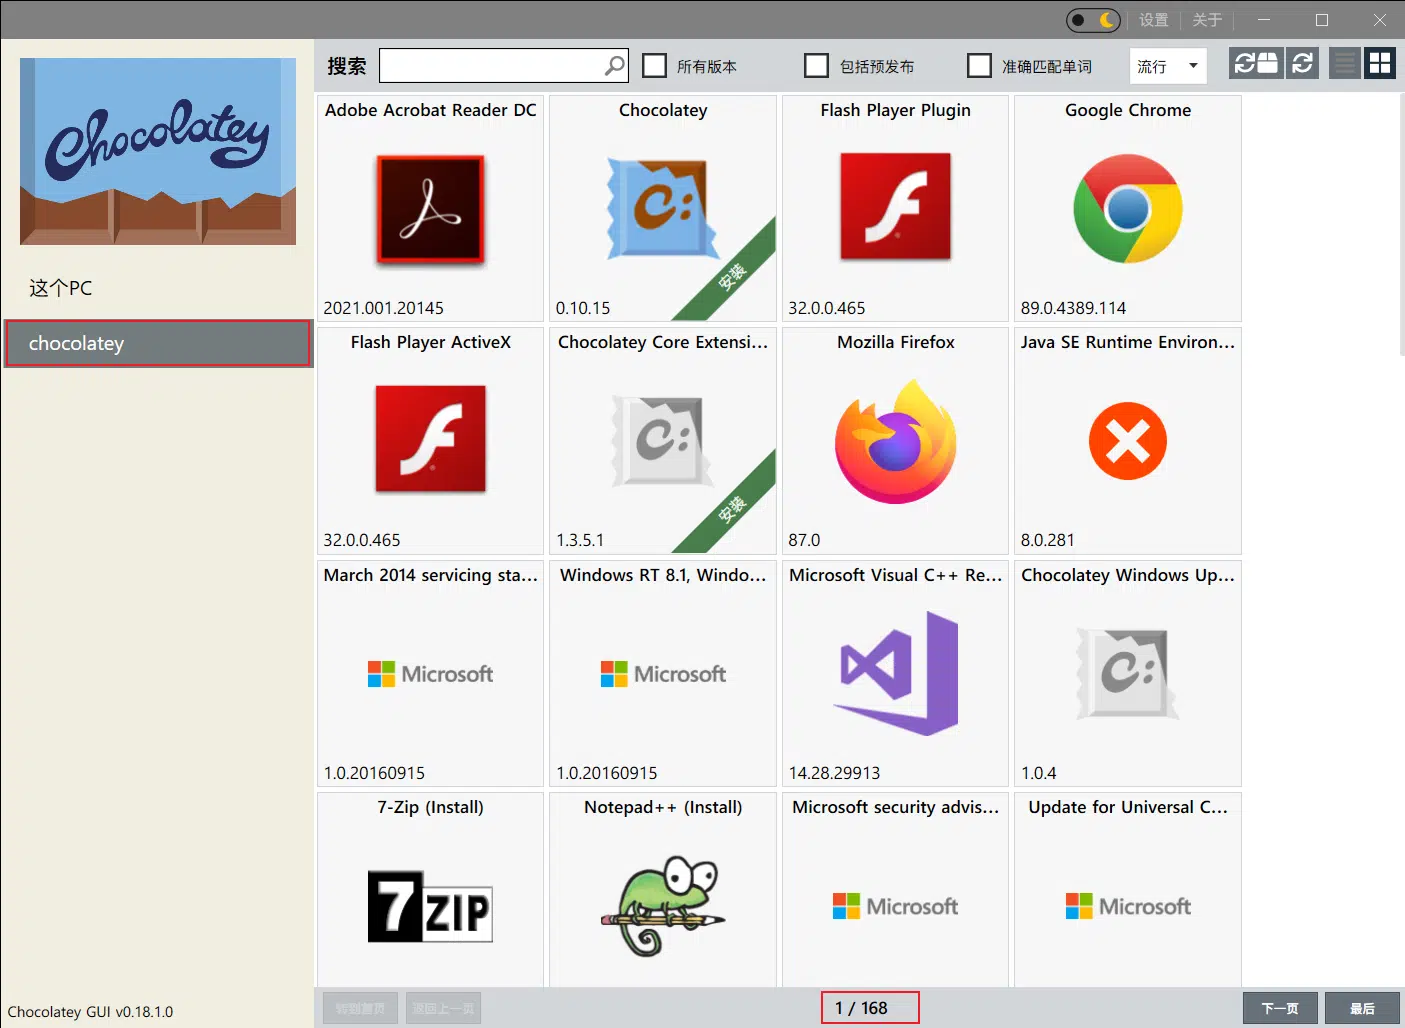 设置
关于
Chocolatey
搜索
所有版本
包括预发布
准确匹配单词
流行
这个PC
chocolatey
Adobe Acrobat Reader DC
2021.001.20145
Chocolatey
C:
安装
0.10.15
Flash Player Plugin
32.0.0.465
Google Chrome
89.0.4389.114
Flash Player ActiveX
32.0.0.465
Chocolatey Core Extensi...
C:
安装
1.3.5.1
Mozilla Firefox
87.0
Java SE Runtime Environ...
8.0.281
March 2014 servicing sta...
Microsoft
1.0.20160915
Windows RT 8.1, Windo...
Microsoft
1.0.20160915
Microsoft Visual C++ Re...
14.28.29913
Chocolatey Windows Up...
C:
1.0.4
7-Zip (Install)
7ZIP
Notepad++ (Install)
Microsoft security advis...
Microsoft
Update for Universal C...
Microsoft
Chocolatey GUI v0.18.1.0
转到首页
返回上一页
1 / 168
下一页
最后